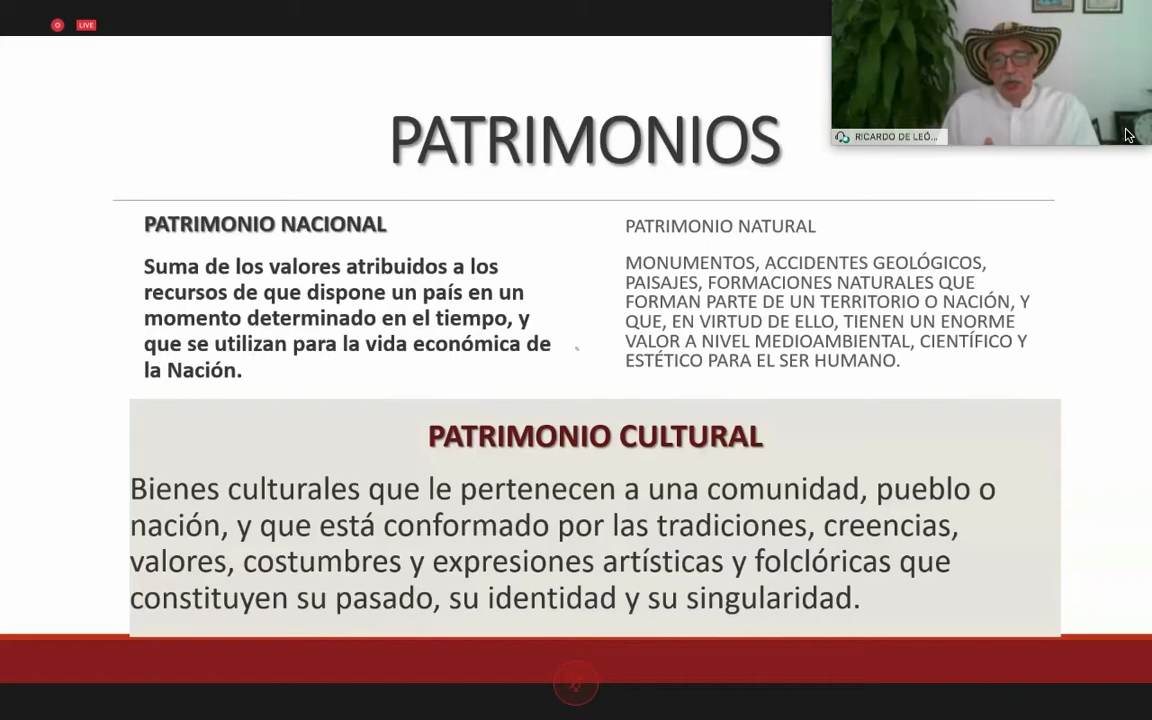 LIVE
RICARDO DE LEÓ...
PATRIMONIOS
PATRIMONIO NACIONAL
Suma de los valores atribuidos a los
recursos de que dispone un país en un
momento determinado en el tiempo, y
que se utilizan para la vida económica de
la Nación.
PATRIMONIO NATURAL
MONUMENTOS, ACCIDENTES GEOLÓGICOS,
PAISAJES, FORMACIONES NATURALES QUE
FORMAN PARTE DE UN TERRITORIO O NACIÓN, Y
QUE, EN VIRTUD DE ELLO, TIENEN UN ENORME
VALOR A NIVEL MEDIOAMBIENTAL, CIENTÍFICO Y
ESTÉTICO PARA EL SER HUMANO.
PATRIMONIO CULTURAL
Bienes culturales que le pertenecen a una comunidad, pueblo o
nación, y que está conformado por las tradiciones, creencias,
valores, costumbres y expresiones artísticas y folclóricas que
constituyen su pasado, su identidad y su singularidad.